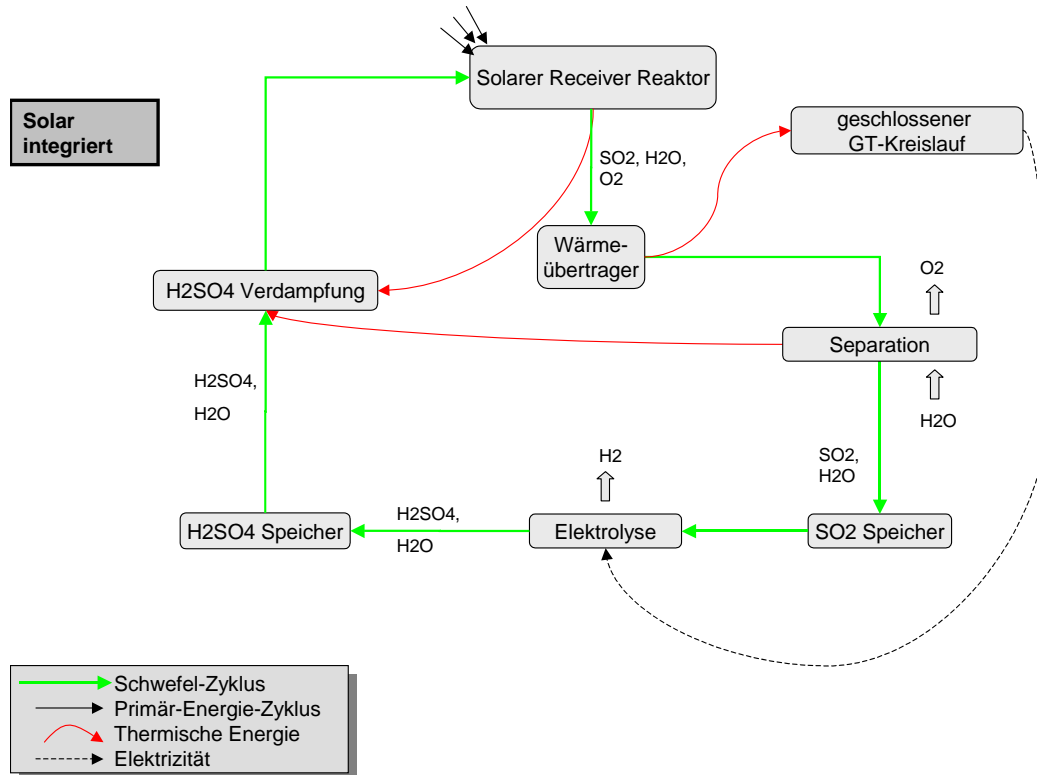 Solarer Receiver Reaktor
Solar
integriert
geschlossener
GT-Kreislauf
SO2, H2O,
O2
Wärme-
übertrager
O2
H2SO4 Verdampfung
Separation
H2SO4,
H2O
H2O
SO2,
H2O
H2
H2SO4 Speicher
H2SO4,
H2O
Elektrolyse
SO2 Speicher
Schwefel-Zyklus
Primär-Energie-Zyklus
Thermische Energie
Elektrizität